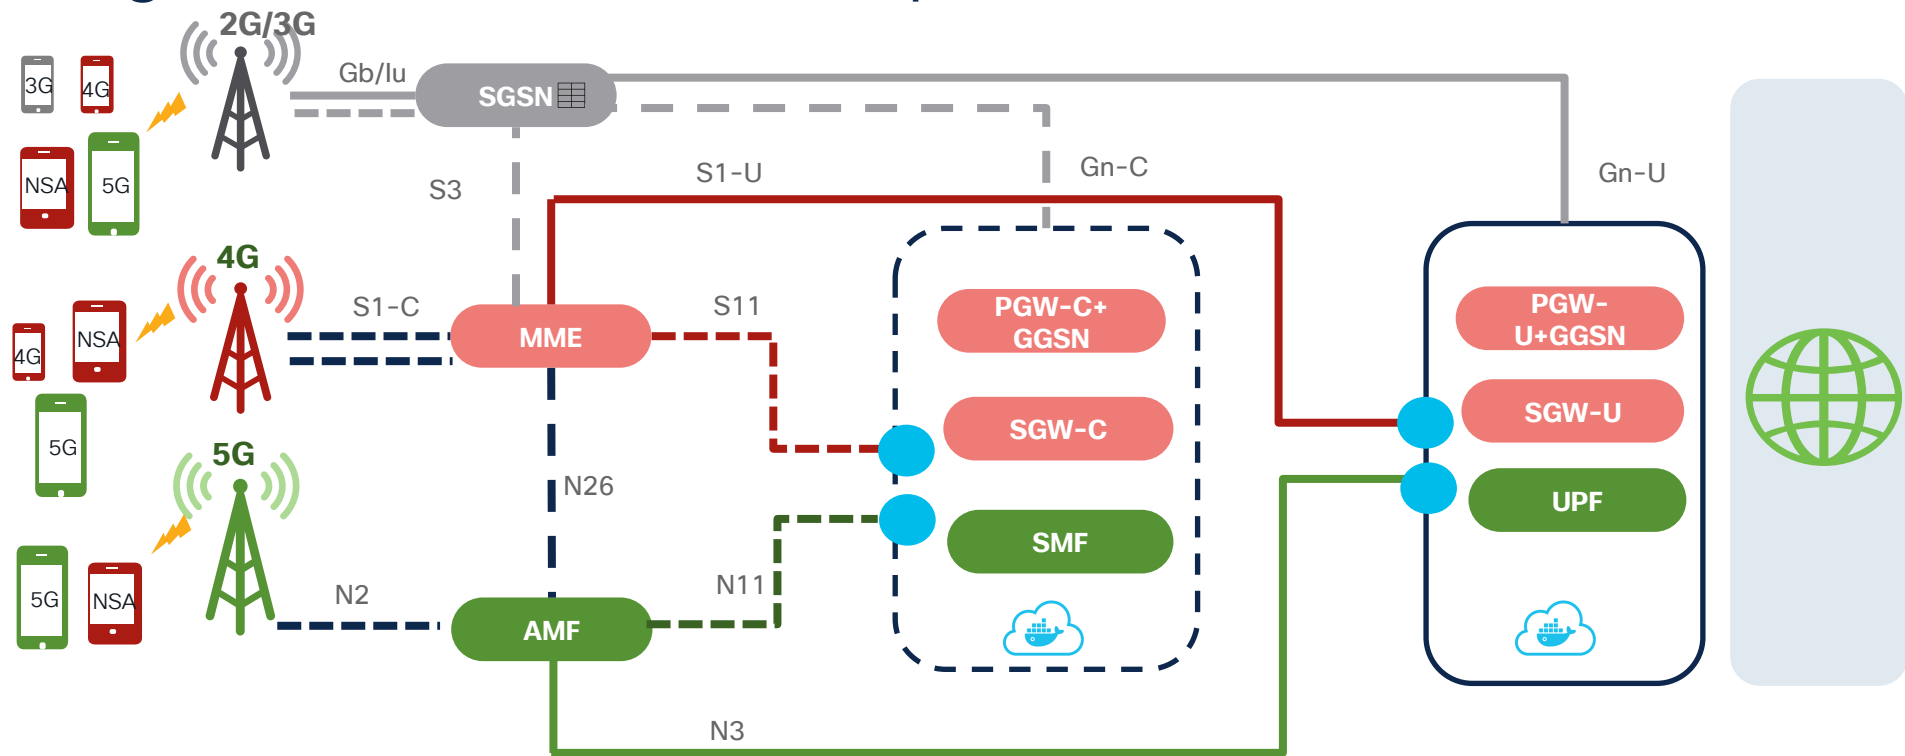 2G/3G
3G
4G
Gb/Iu
SGSN
NSA
5G
S3
S1-U
Gn-C
Gn-U
4G
S1-C
MME
S11
PGW-C+
GGSN
PGW-
U+GGSN
NSA
4G
5G
SGW-C
SGW-U
5G
N26
UPF
SMF
5G
NSA
N2
AMF
N11
N3